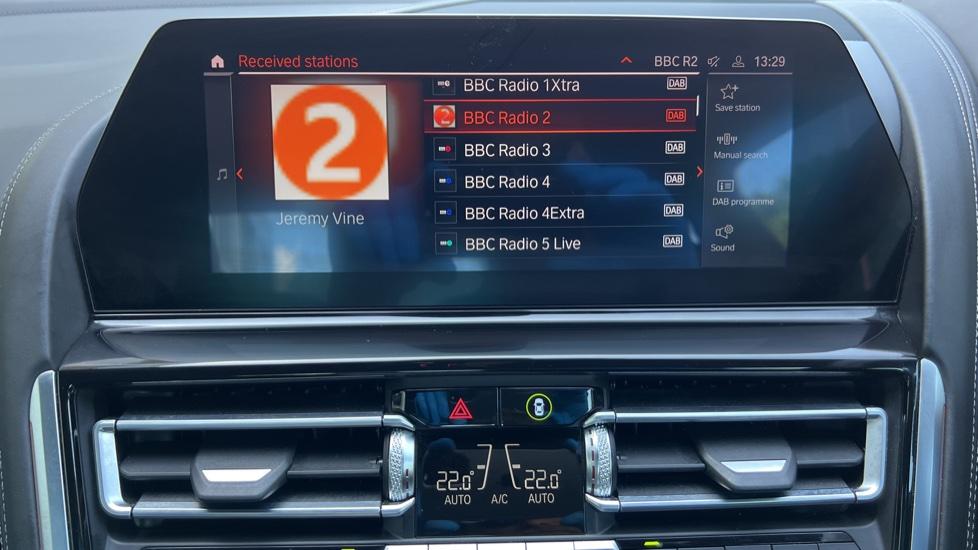 Received stations
BBC R2
13:29
BBC Radio 1Xtra DAB
BBC Radio 2 DAB
BBC Radio 3 DAB
BBC Radio 4 DAB
BBC Radio 4Extra DAB
BBC Radio 5 Live DAB
2
Jeremy Vine
Save station
Manual search
DAB programme
Sound
22.0° 22.0°
AUTO A/C AUTO